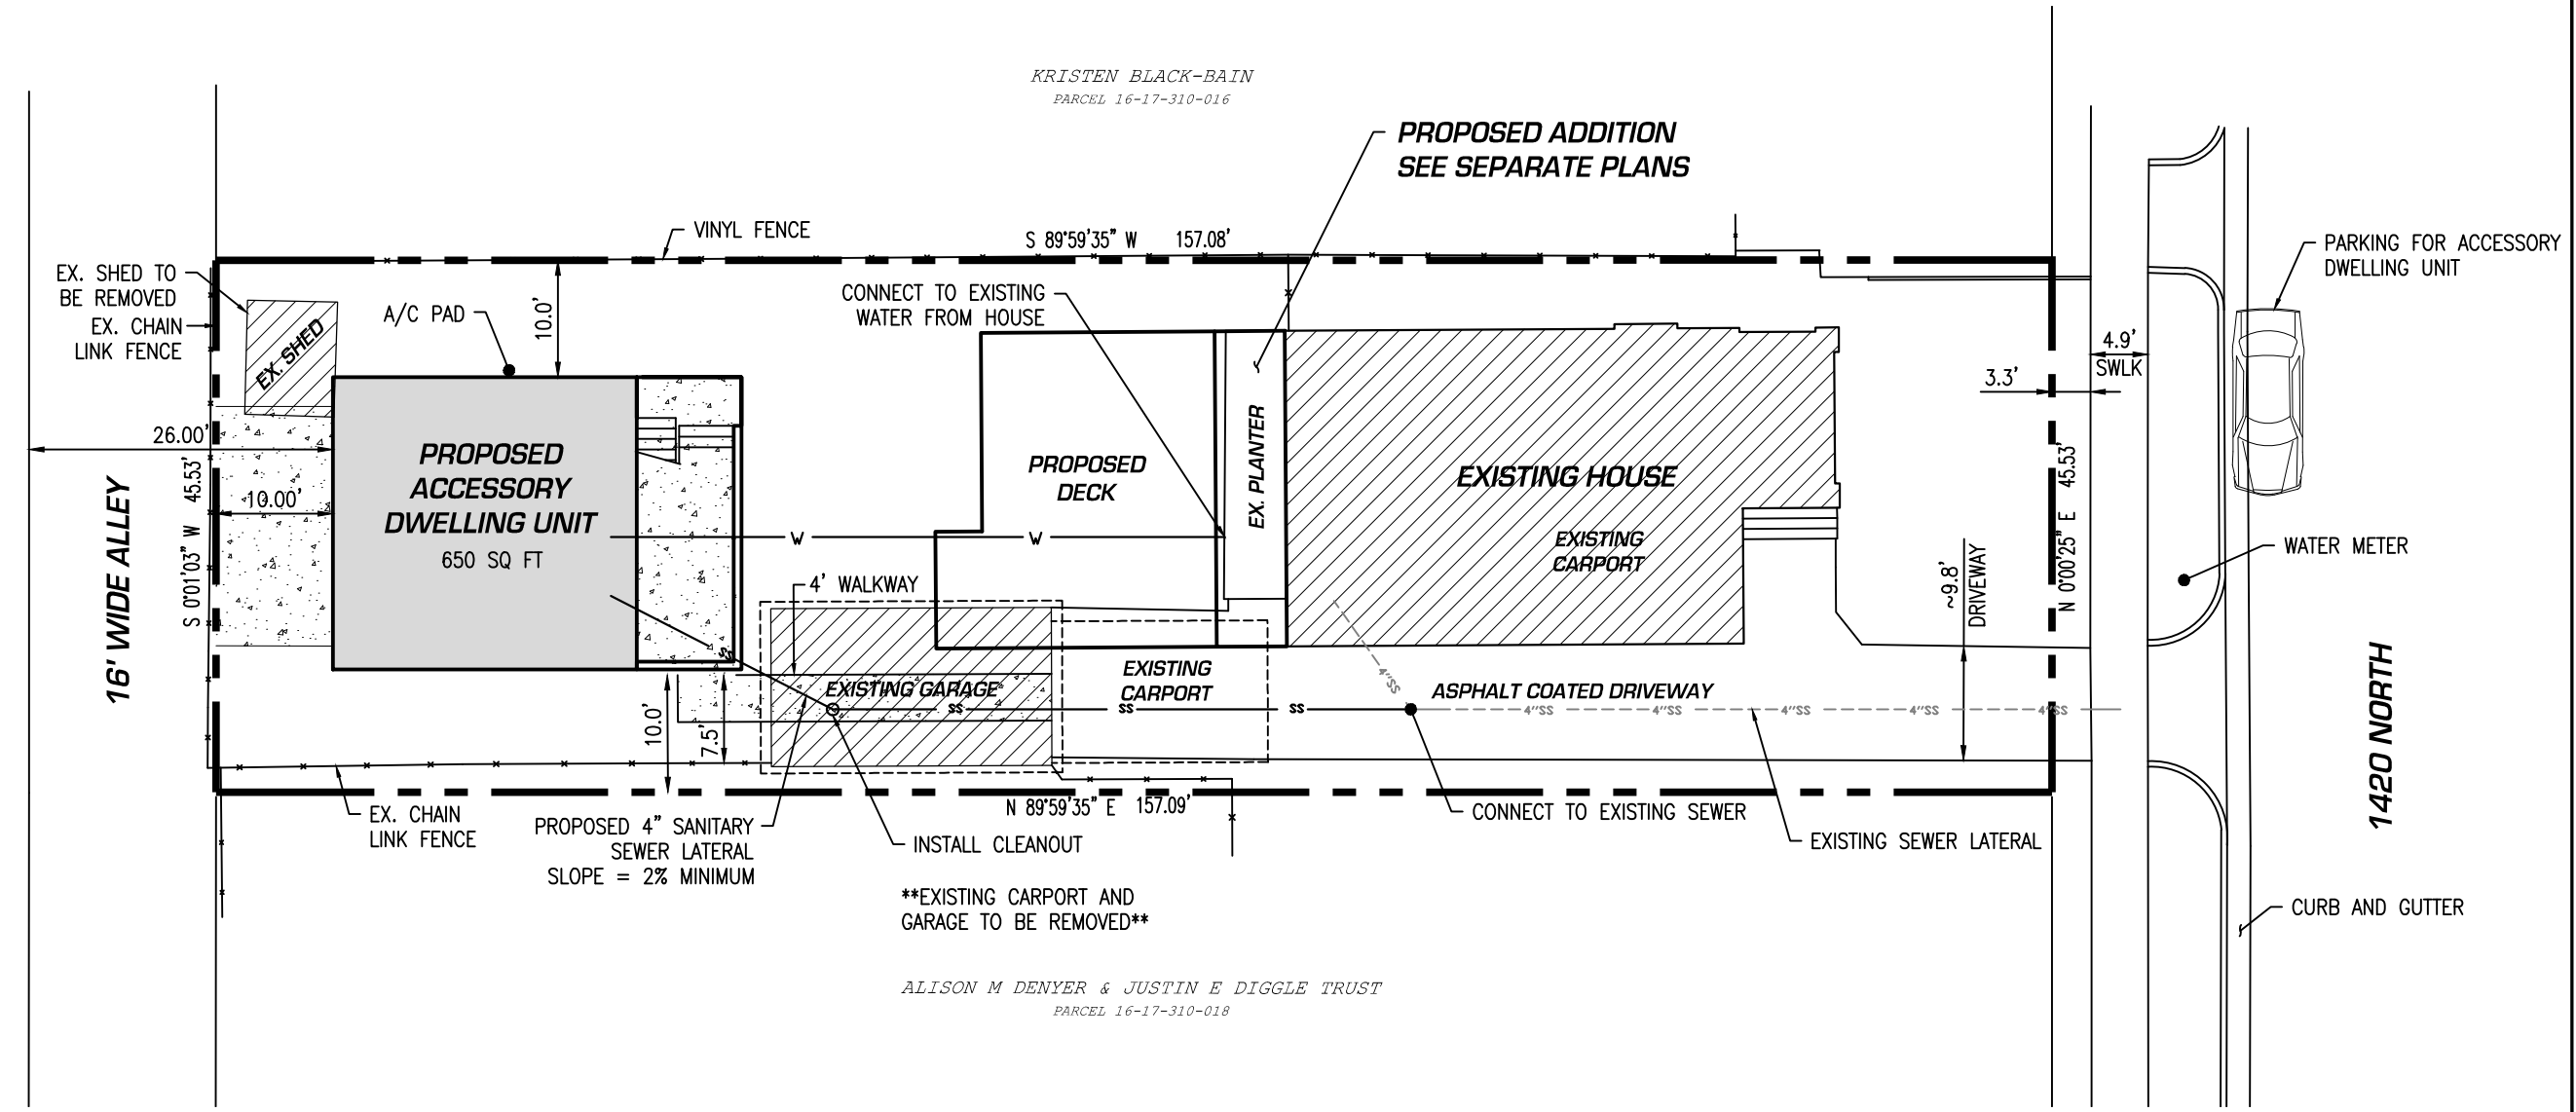 KRISTEN BLACK-BAIN
PARCEL 16-17-310-016
PROPOSED ADDITION
SEE SEPARATE PLANS
VINYL FENCE
S 89°59'35" W 157.08'
EX. SHED TO
BE REMOVED
EX. CHAIN
LINK FENCE
EX. SHED
A/C PAD
10.0'
CONNECT TO EXISTING
WATER FROM HOUSE
PARKING FOR ACCESSORY
DWELLING UNIT
4.9'
SWLK
3.3'
26.00'
10.00'
16' WIDE ALLEY
S 0°01'03" W 45.53'
PROPOSED
ACCESSORY
DWELLING UNIT
650 SQ FT
PROPOSED
DECK
EX. PLANTER
EXISTING HOUSE
EXISTING
CARPORT
W
W
4' WALKWAY
~9.8'
DRIVEWAY
N 0°00'25" E 45.53'
WATER METER
1420 NORTH
SS
EXISTING GARAGE
EXISTING
CARPORT
4"SS
ASPHALT COATED DRIVEWAY
SS
SS
SS
4"SS
4"SS
4"SS
4"SS
4"SS
10.0'
7.5'
N 89°59'35" E 157.09'
EX. CHAIN
LINK FENCE
PROPOSED 4" SANITARY
SEWER LATERAL
SLOPE = 2% MINIMUM
INSTALL CLEANOUT
CONNECT TO EXISTING SEWER
EXISTING SEWER LATERAL
**EXISTING CARPORT AND
GARAGE TO BE REMOVED**
CURB AND GUTTER
ALISON M DENYER & JUSTIN E DIGGLE TRUST
PARCEL 16-17-310-018